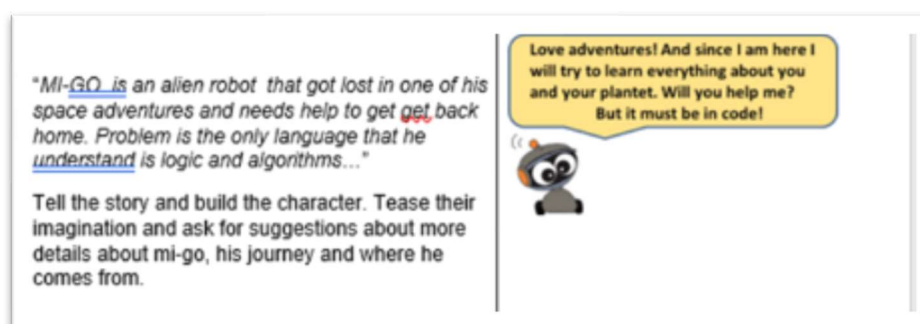 "MI-GO is an alien robot that got lost in one of his
space adventures and needs help to get get back
home. Problem is the only language that he
understand is logic and algorithms..."
Tell the story and build the character. Tease their
imagination and ask for suggestions about more
details about mi-go, his journey and where he
comes from.
Love adventures! And since I am here I
will try to learn everything about you
and your plantet. Will you help me?
But it must be in code!